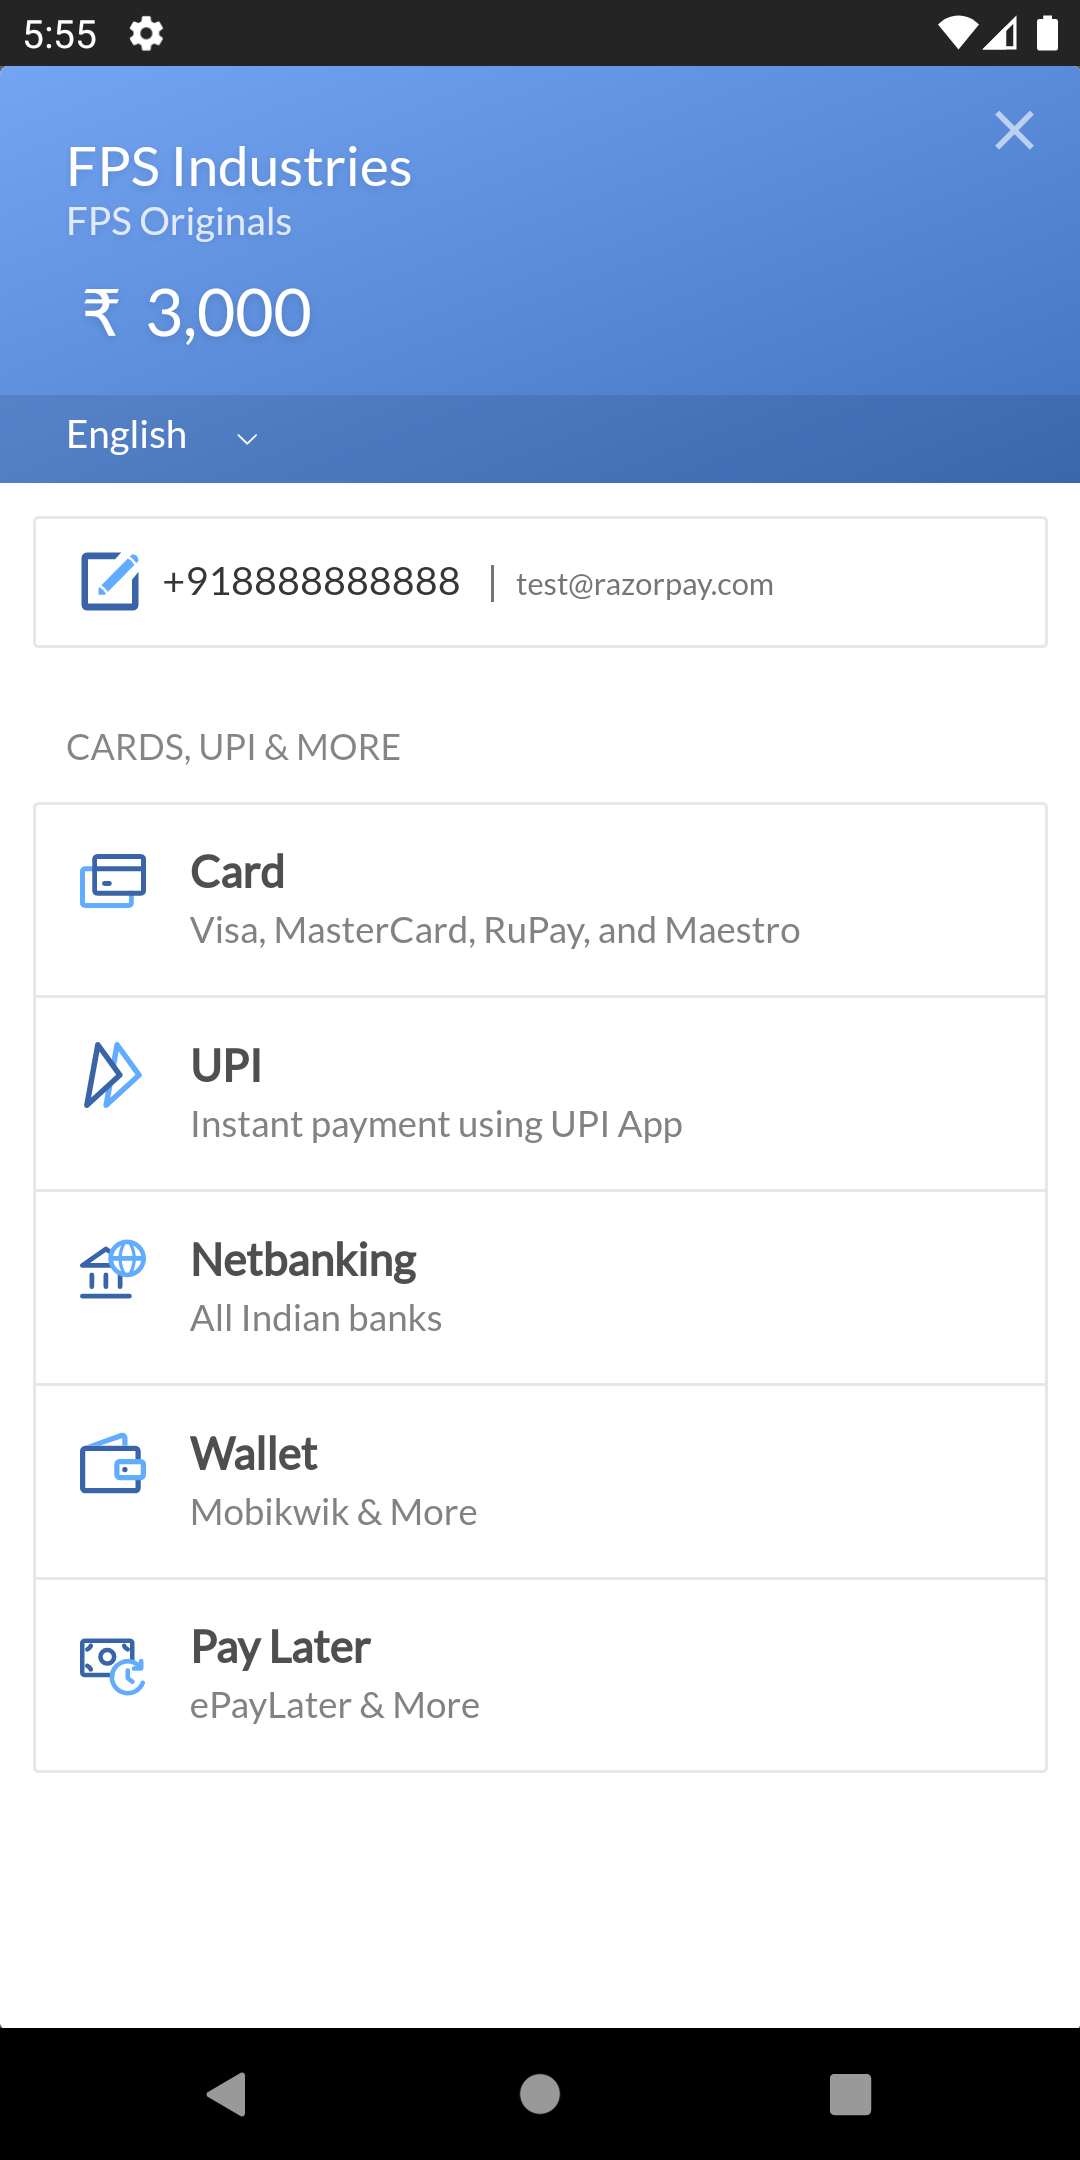 5:55
FPS Industries
FPS Originals
₹ 3,000
English
+918888888888 | test@razorpay.com
CARDS, UPI & MORE
Card
Visa, MasterCard, RuPay, and Maestro
UPI
Instant payment using UPI App
Netbanking
All Indian banks
Wallet
Mobikwik & More
Pay Later
ePayLater & More